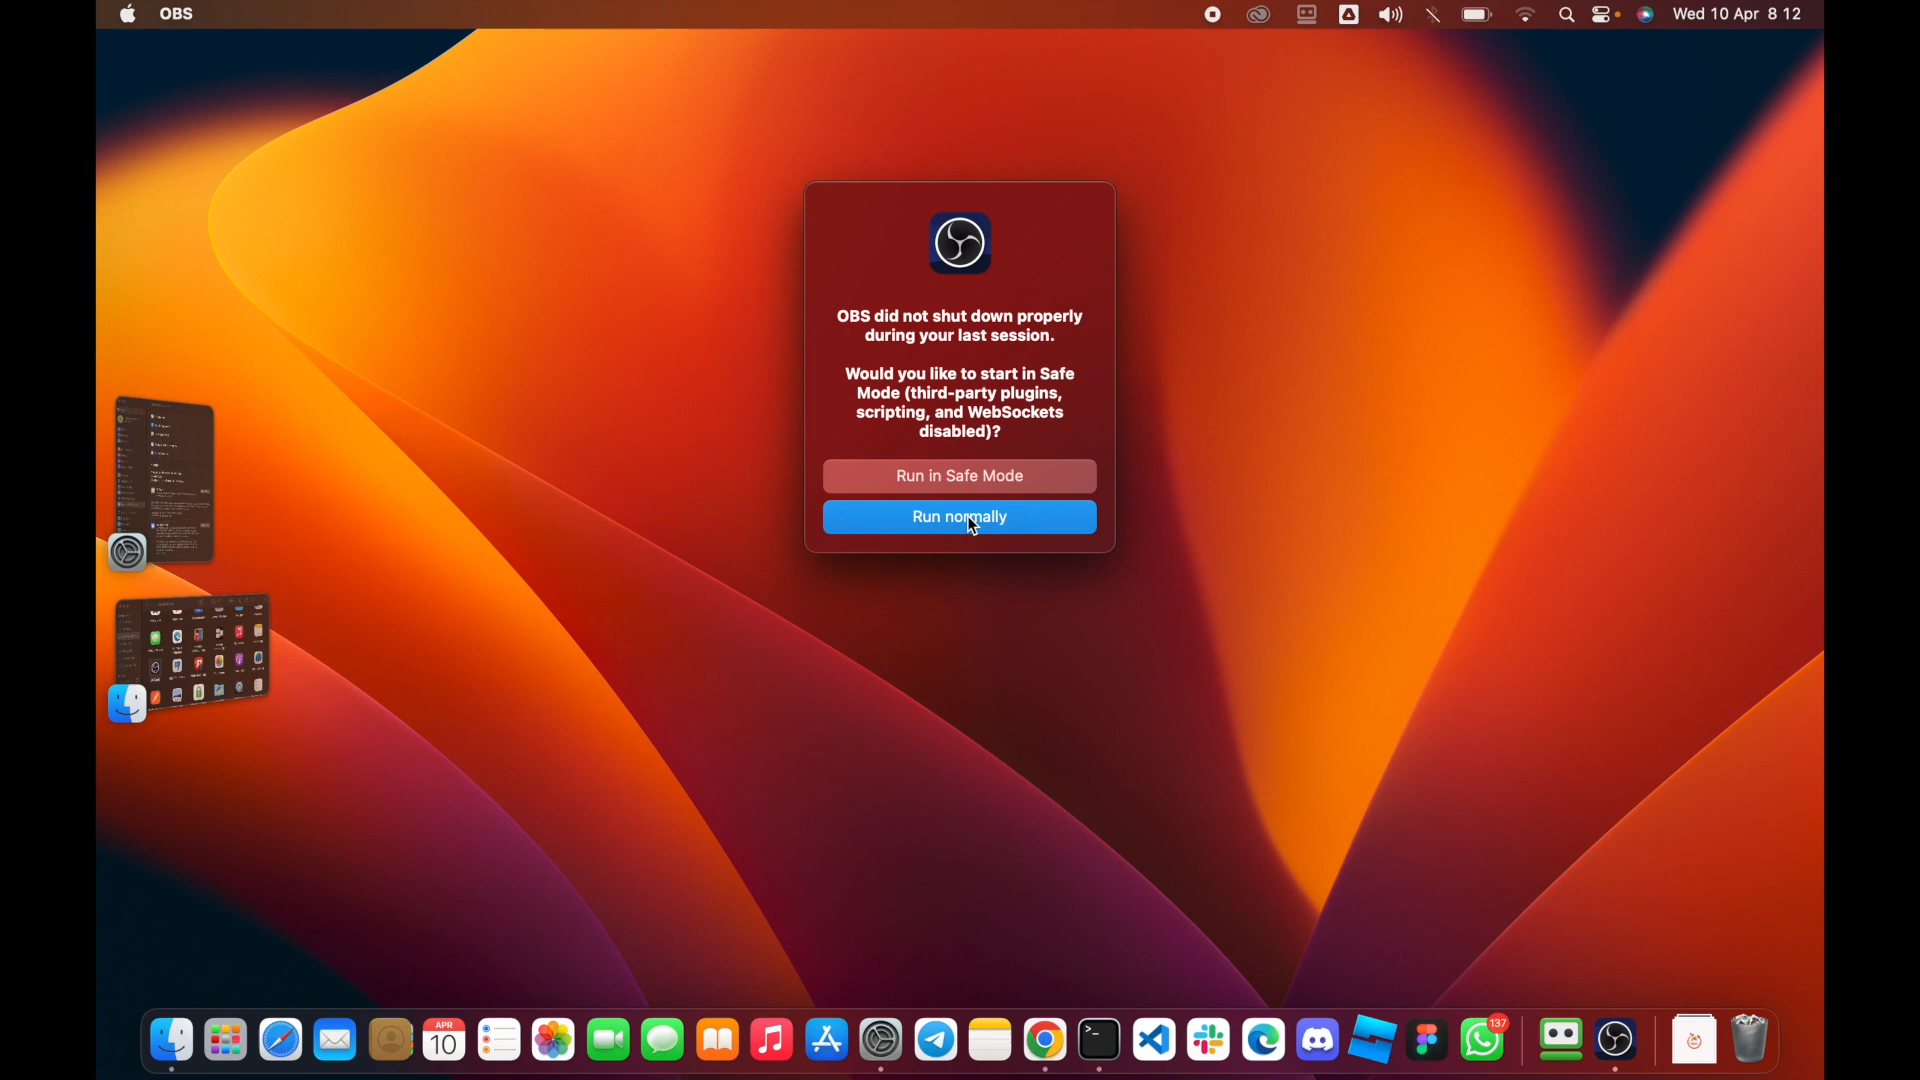 OBS
Wed 10 Apr 8 12
OBS did not shut down properly
during your last session.
Would you like to start in Safe
Mode (third-party plugins,
scripting, and WebSockets
disabled)?
Run in Safe Mode
Run normally
APR
10
137